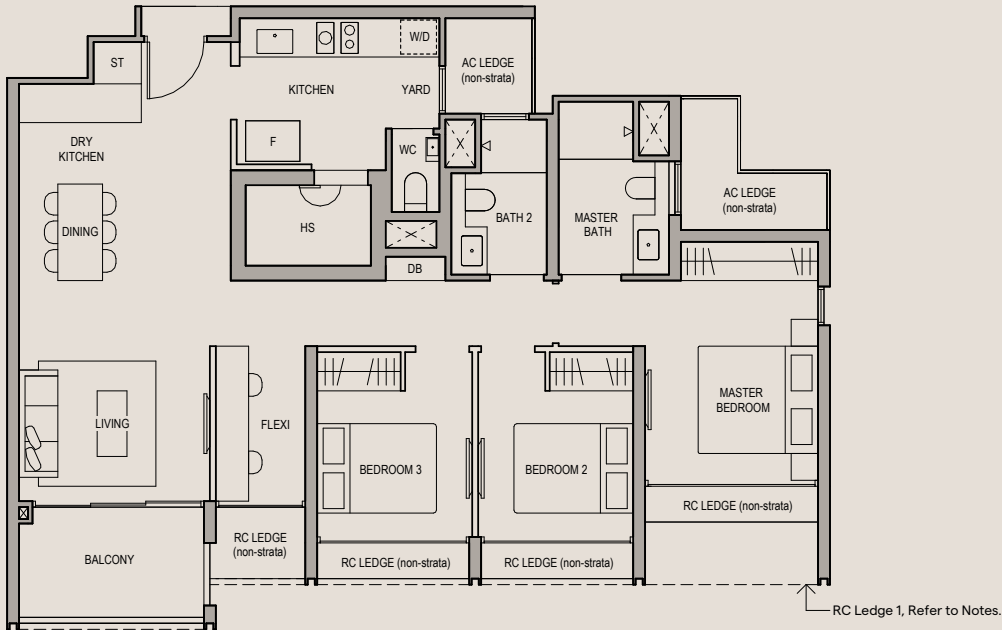 W/D
ST
AC LEDGE
(non-strata)
KITCHEN
YARD
DRY
KITCHEN
F
WC
X
X
AC LEDGE
(non-strata)
DINING
HS
BATH 2
MASTER
BATH
X
DB
LIVING
FLEXI
BEDROOM 3
BEDROOM 2
MASTER
BEDROOM
RC LEDGE (non-strata)
BALCONY
RC LEDGE
(non-strata)
RC LEDGE (non-strata)
RC LEDGE (non-strata)
RC Ledge 1, Refer to Notes.